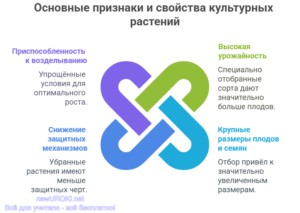 Основные признаки и свойства культурных
растений
Приспособленность
к возделыванию
Упрощённые
условия для
оптимального
роста.
Высокая
урожайность
Специально
отобранные
сорта дают
значительно
больше плодов.
Снижение
защитных
механизмов
Убранные
растения имеют
меньше
защитных черт.
Крупные
размеры плодов
и семян
Отбор привёл к
значительно
увеличенным
размерам.
newUROKI.net
Всё для учителя - всё бесплатно!